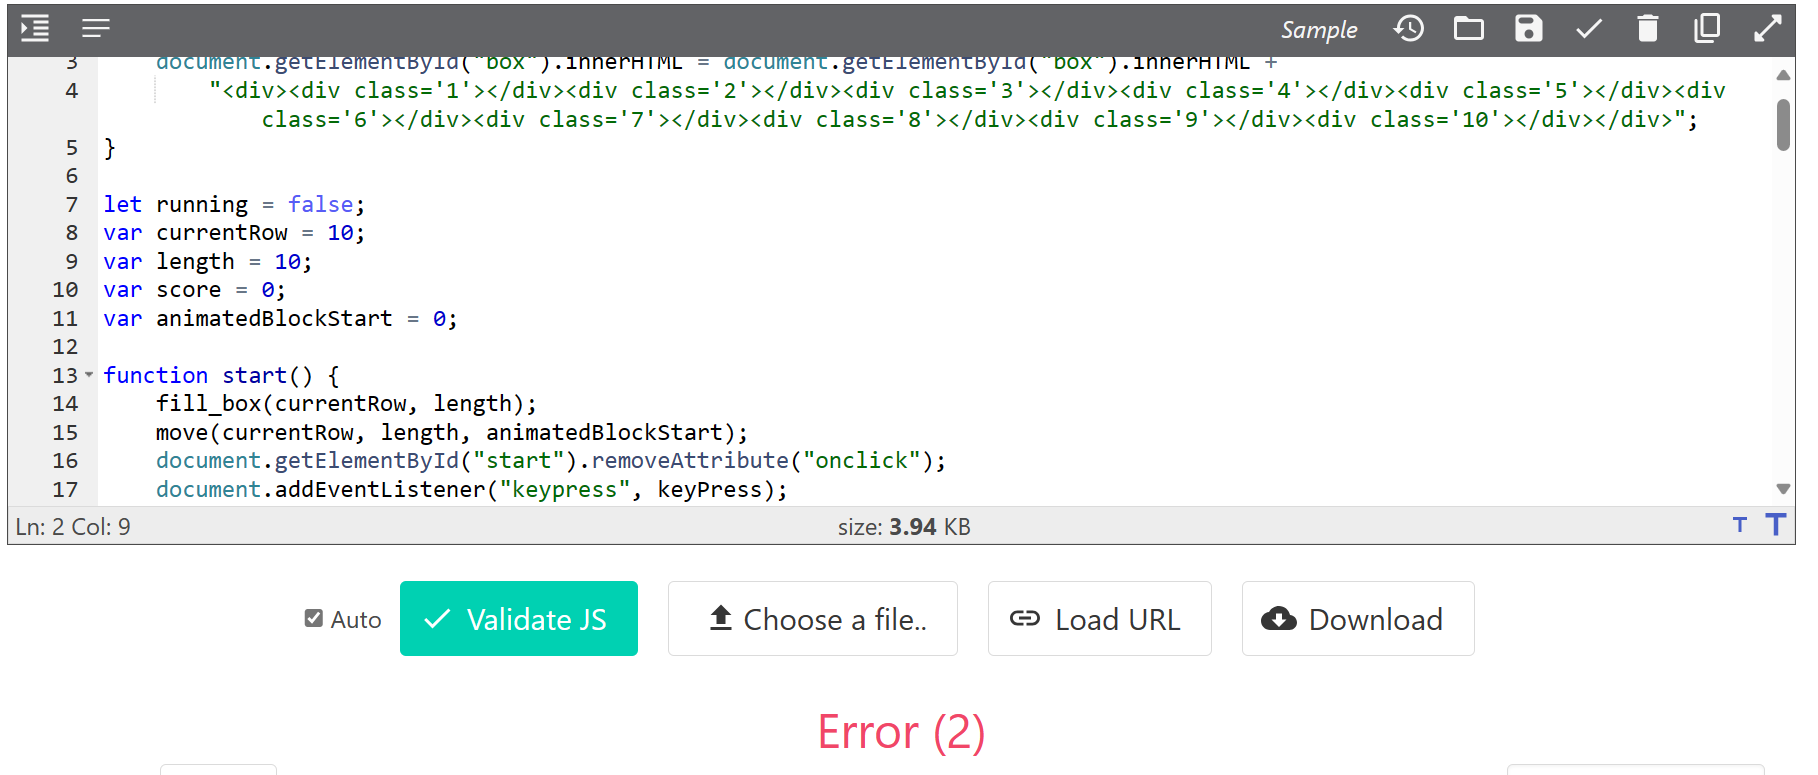 Sample
3     document.getElementById("box").innerHTML = document.getElementById("box").innerHTML +
4         "<div><div class='1'></div><div class='2'></div><div class='3'></div><div class='4'></div><div class='5'></div><div
class='6'></div><div class='7'></div><div class='8'></div><div class='9'></div><div class='10'></div></div>";
5 }
6
7 let running = false;
8 var currentRow = 10;
9 var length = 10;
10 var score = 0;
11 var animatedBlockStart = 0;
12
13 function start() {
14     fill_box(currentRow, length);
15     move(currentRow, length, animatedBlockStart);
16     document.getElementById("start").removeAttribute("onclick");
17     document.addEventListener("keypress", keyPress);
Ln: 2 Col: 9 size: 3.94 KB T T
Auto Validate JS Choose a file.. Load URL Download
Error (2)